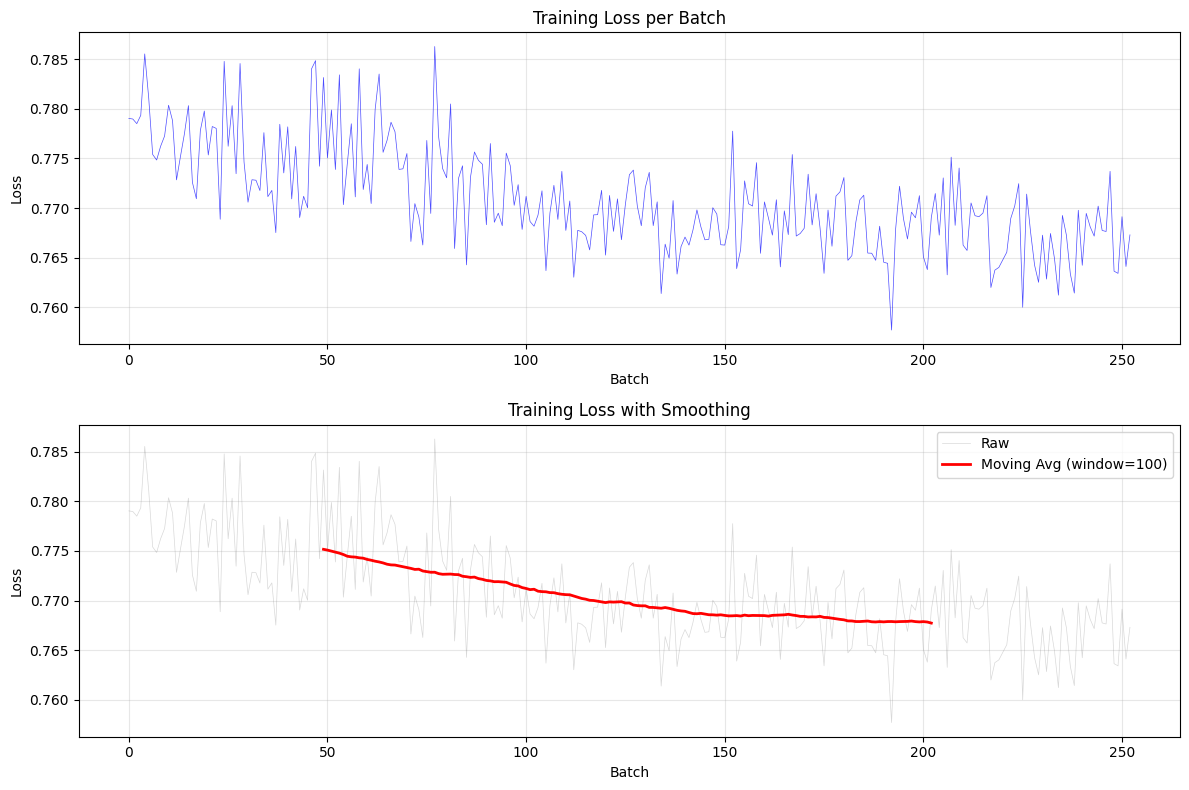 Training Loss per Batch
0.785
0.780
0.775
0.770
0.765
0.760
Loss
0 50 100 150 200 250
Batch
Training Loss with Smoothing
Raw
Moving Avg (window=100)
0.785
0.780
0.775
0.770
0.765
0.760
Loss
0 50 100 150 200 250
Batch